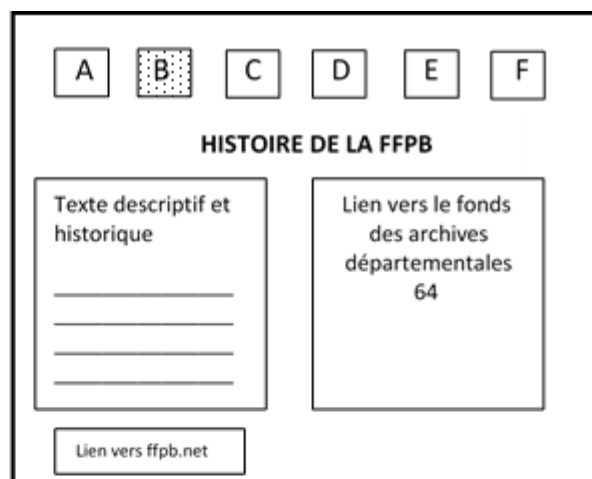 A B C D E F
HISTOIRE DE LA FFPB
Texte descriptif et
historique
Lien vers le fonds
des archives
départementales
64
Lien vers ffpb.net